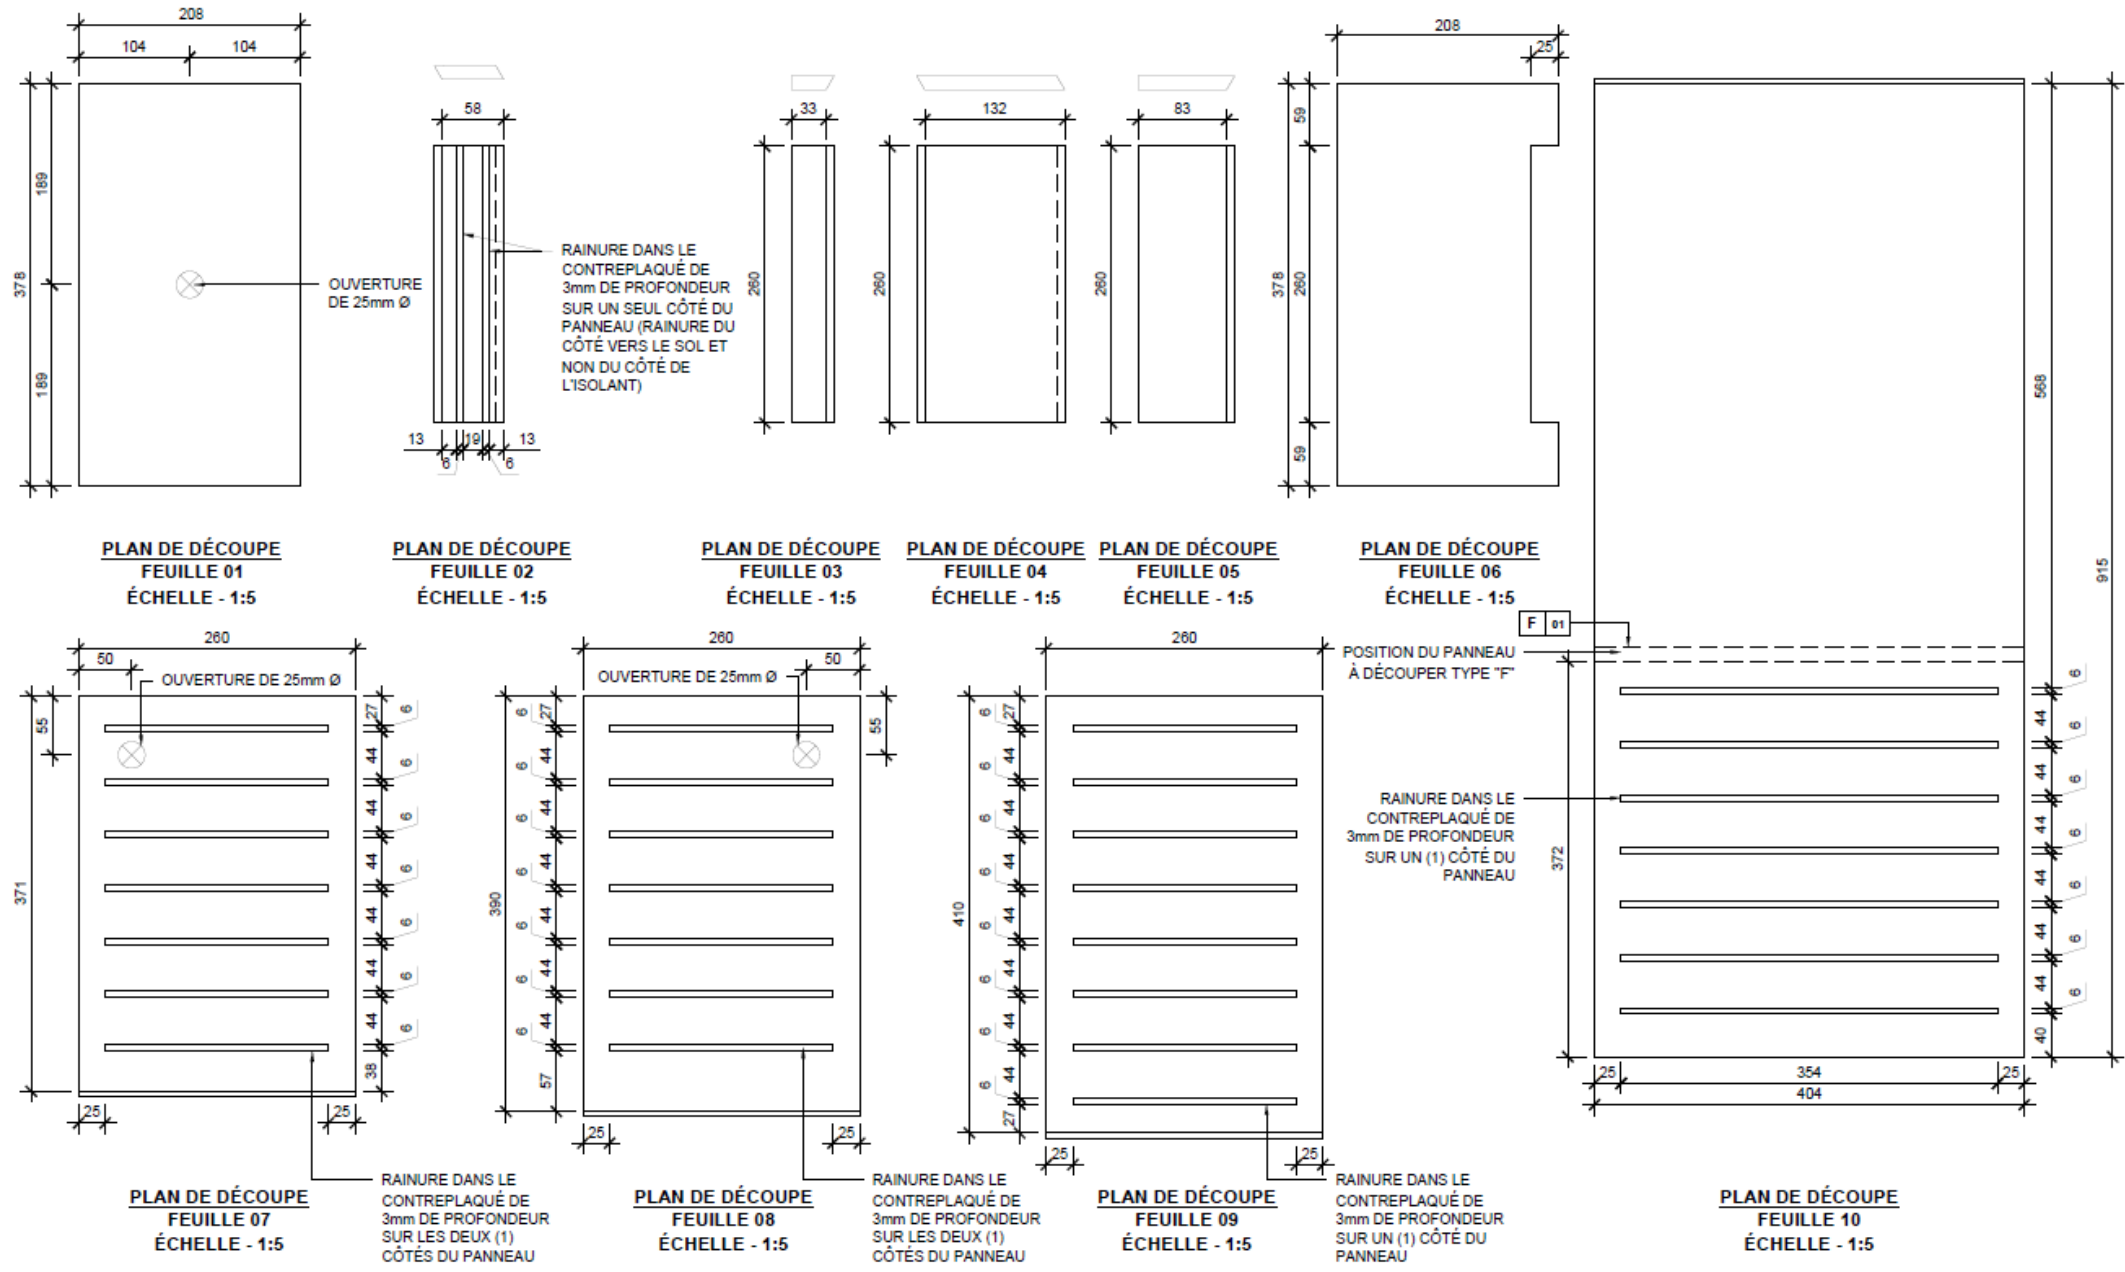 208
104 104
378
189
189
OUVERTURE
DE 25mm Ø
PLAN DE DÉCOUPE
FEUILLE 01
ÉCHELLE - 1:5
58
RAINURE DANS LE
CONTREPLAQUÉ DE
3mm DE PROFONDEUR
SUR UN SEUL CÔTÉ DU
PANNEAU (RAINURE DU
CÔTÉ VERS LE SOL ET
NON DU CÔTÉ DE
L'ISOLANT)
13 19 13
6 6
PLAN DE DÉCOUPE
FEUILLE 02
ÉCHELLE - 1:5
33
260
PLAN DE DÉCOUPE
FEUILLE 03
ÉCHELLE - 1:5
132
260
PLAN DE DÉCOUPE
FEUILLE 04
ÉCHELLE - 1:5
83
260
PLAN DE DÉCOUPE
FEUILLE 05
ÉCHELLE - 1:5
208
25
59
378
260
59
PLAN DE DÉCOUPE
FEUILLE 06
ÉCHELLE - 1:5
260
50
OUVERTURE DE 25mm Ø
55
371
27
6
44
6
44
6
44
6
44
6
44
6
44
6
38
25 25
RAINURE DANS LE
CONTREPLAQUÉ DE
3mm DE PROFONDEUR
SUR LES DEUX (1)
CÔTÉS DU PANNEAU
PLAN DE DÉCOUPE
FEUILLE 07
ÉCHELLE - 1:5
260
50
OUVERTURE DE 25mm Ø
55
390
27
6
44
6
44
6
44
6
44
6
44
6
44
6
57
25 25
RAINURE DANS LE
CONTREPLAQUÉ DE
3mm DE PROFONDEUR
SUR LES DEUX (1)
CÔTÉS DU PANNEAU
PLAN DE DÉCOUPE
FEUILLE 08
ÉCHELLE - 1:5
260
410
27
6
44
6
44
6
44
6
44
6
44
6
44
6
44
6
27
25 25
RAINURE DANS LE
CONTREPLAQUÉ DE
3mm DE PROFONDEUR
SUR UN (1) CÔTÉ DU
PANNEAU
PLAN DE DÉCOUPE
FEUILLE 09
ÉCHELLE - 1:5
568
915
F 01
POSITION DU PANNEAU
À DÉCOUPER TYPE "F"
RAINURE DANS LE
CONTREPLAQUÉ DE
3mm DE PROFONDEUR
SUR UN (1) CÔTÉ DU
PANNEAU
372
6
44
6
44
6
44
6
44
6
44
6
44
6
40
25 354 25
404
PLAN DE DÉCOUPE
FEUILLE 10
ÉCHELLE - 1:5